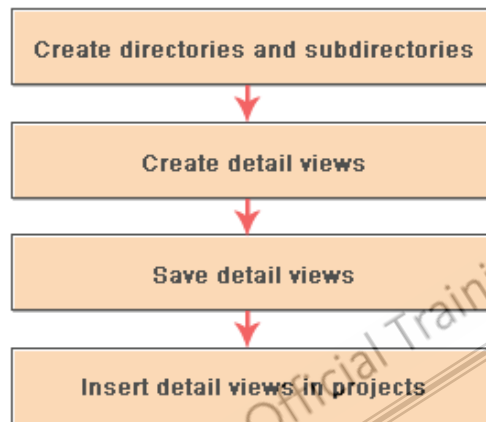 Create directories and subdirectories
Create detail views
Save detail views
Insert detail views in projects
Official Traini